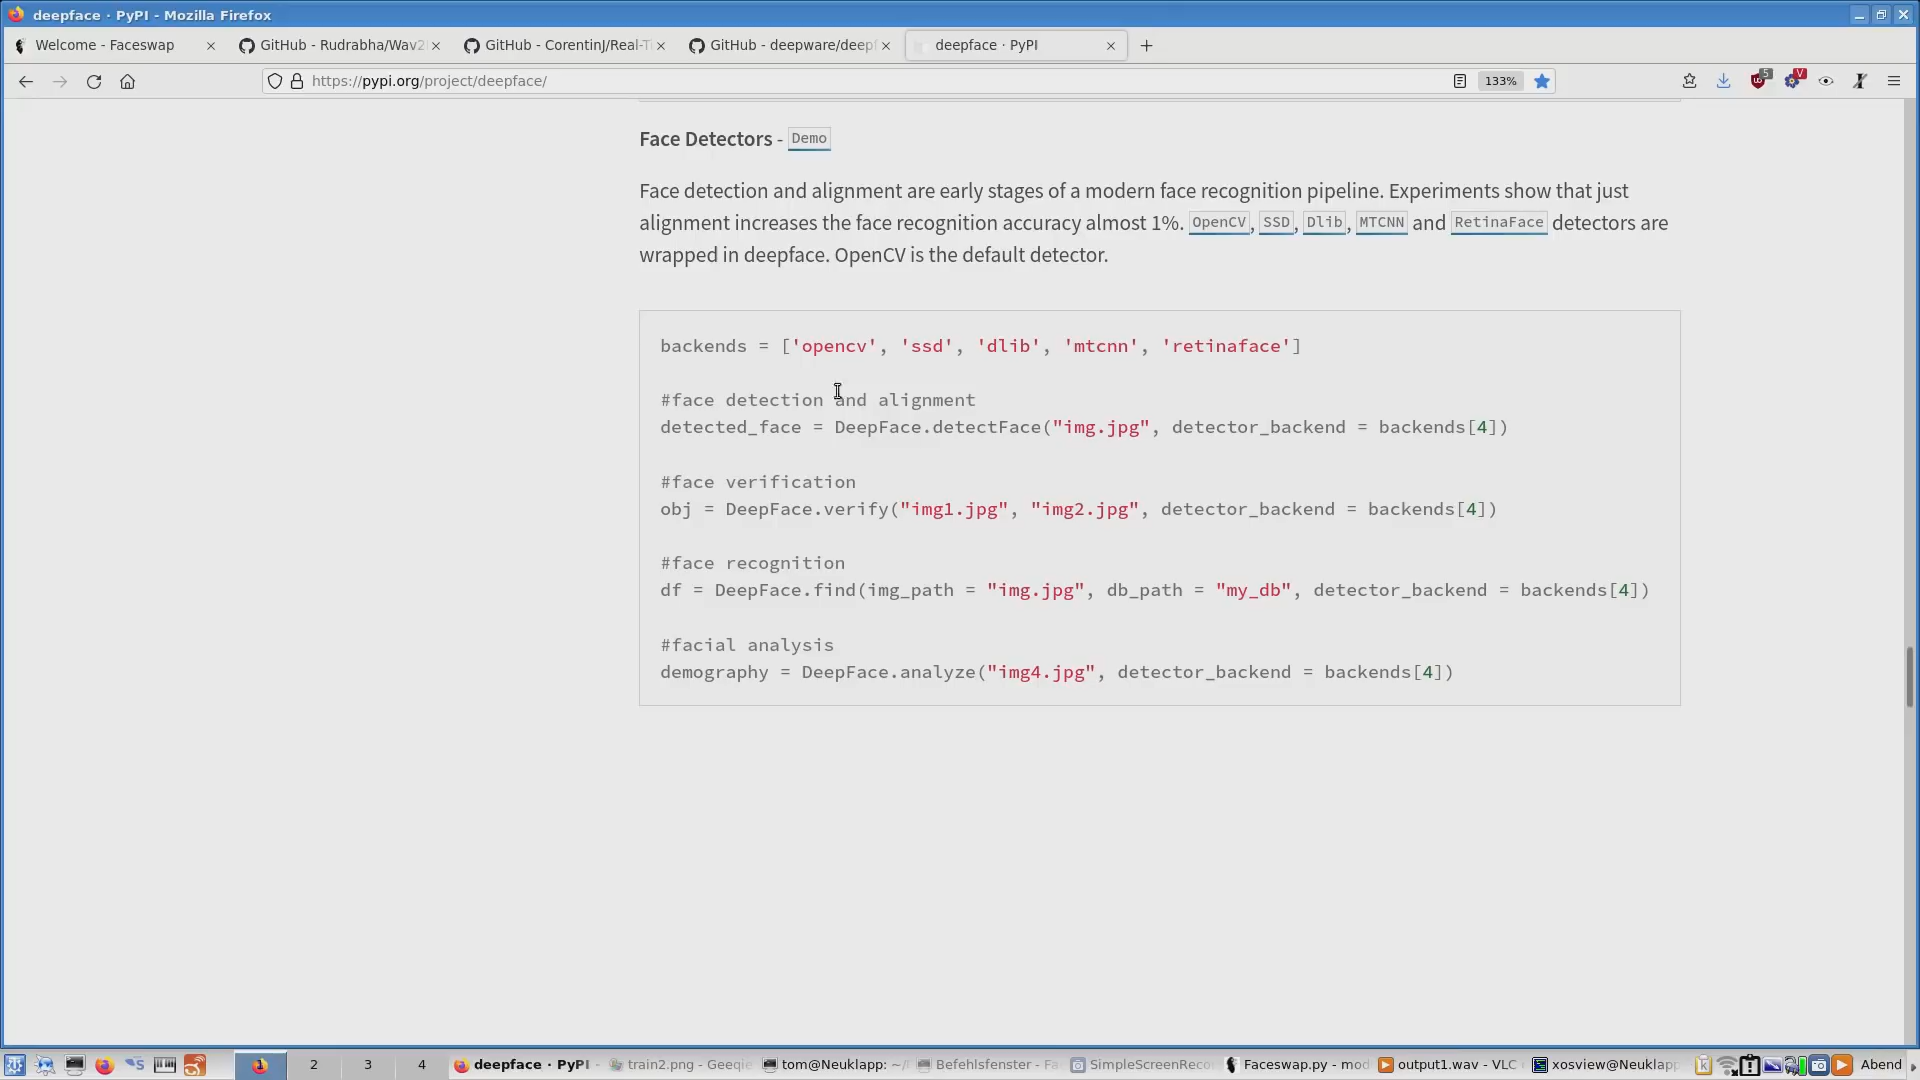 deepface · PyPI - Mozilla Firefox
Welcome - Faceswap
GitHub - Rudrabha/Wav2
GitHub - CorentinJ/Real-Ti
GitHub - deepware/deepf
deepface · PyPI
https://pypi.org/project/deepface/
133%
5
V
Face Detectors - Demo
Face detection and alignment are early stages of a modern face recognition pipeline. Experiments show that just
alignment increases the face recognition accuracy almost 1%. OpenCV, SSD, Dlib, MTCNN and RetinaFace detectors are
wrapped in deepface. OpenCV is the default detector.
backends = ['opencv', 'ssd', 'dlib', 'mtcnn', 'retinaface']
#face detection and alignment
detected_face = DeepFace.detectFace("img.jpg", detector_backend = backends[4])
#face verification
obj = DeepFace.verify("img1.jpg", "img2.jpg", detector_backend = backends[4])
#face recognition
df = DeepFace.find(img_path = "img.jpg", db_path = "my_db", detector_backend = backends[4])
#facial analysis
demography = DeepFace.analyze("img4.jpg", detector_backend = backends[4])
1 2 3 4 deepface · PyPI - train2.png - Geeqie tom@Neuklapp: ~/ Befehlsfenster - Fa SimpleScreenReco Faceswap.py - mod output1.wav - VLC xosview@Neuklapp Abend